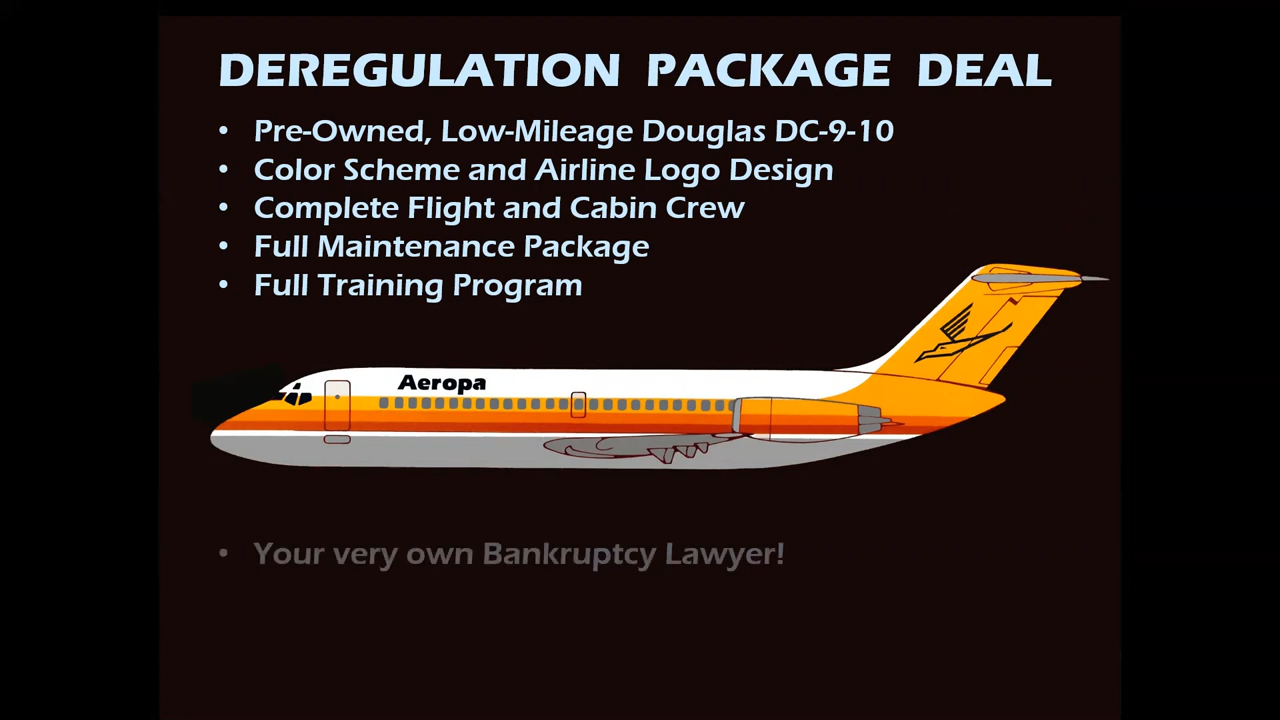 DEREGULATION PACKAGE DEAL
• Pre-Owned, Low-Mileage Douglas DC-9-10
• Color Scheme and Airline Logo Design
• Complete Flight and Cabin Crew
• Full Maintenance Package
• Full Training Program
Aeropa
• Your very own Bankruptcy Lawyer!